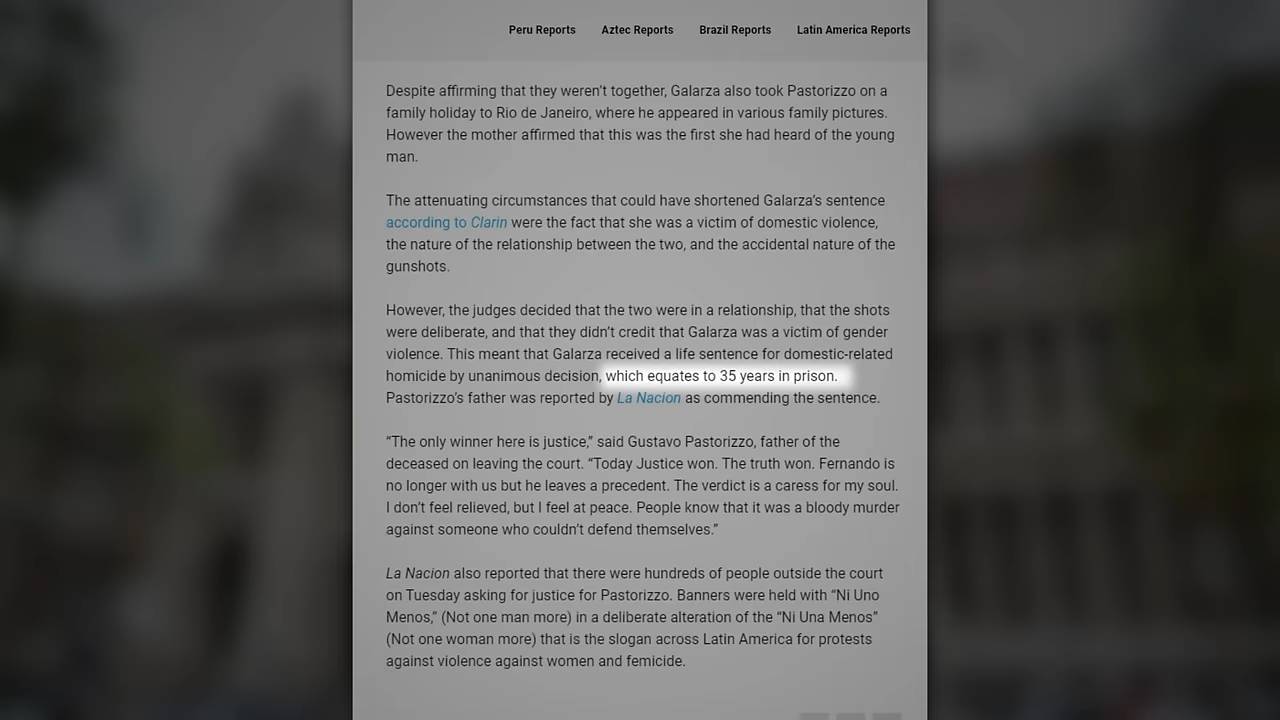 Peru Reports Aztec Reports Brazil Reports Latin America Reports
Despite affirming that they weren’t together, Galarza also took Pastorizzo on a
family holiday to Rio de Janeiro, where he appeared in various family pictures.
However the mother affirmed that this was the first she had heard of the young
man.
The attenuating circumstances that could have shortened Galarza’s sentence
according to Clarin were the fact that she was a victim of domestic violence,
the nature of the relationship between the two, and the accidental nature of the
gunshots.
However, the judges decided that the two were in a relationship, that the shots
were deliberate, and that they didn’t credit that Galarza was a victim of gender
violence. This meant that Galarza received a life sentence for domestic-related
homicide by unanimous decision, which equates to 35 years in prison.
Pastorizzo’s father was reported by La Nacion as commending the sentence.
“The only winner here is justice,” said Gustavo Pastorizzo, father of the
deceased on leaving the court. “Today Justice won. The truth won. Fernando is
no longer with us but he leaves a precedent. The verdict is a caress for my soul.
I don’t feel relieved, but I feel at peace. People know that it was a bloody murder
against someone who couldn’t defend themselves.”
La Nacion also reported that there were hundreds of people outside the court
on Tuesday asking for justice for Pastorizzo. Banners were held with “Ni Uno
Menos,” (Not one man more) in a deliberate alteration of the “Ni Una Menos”
(Not one woman more) that is the slogan across Latin America for protests
against violence against women and femicide.